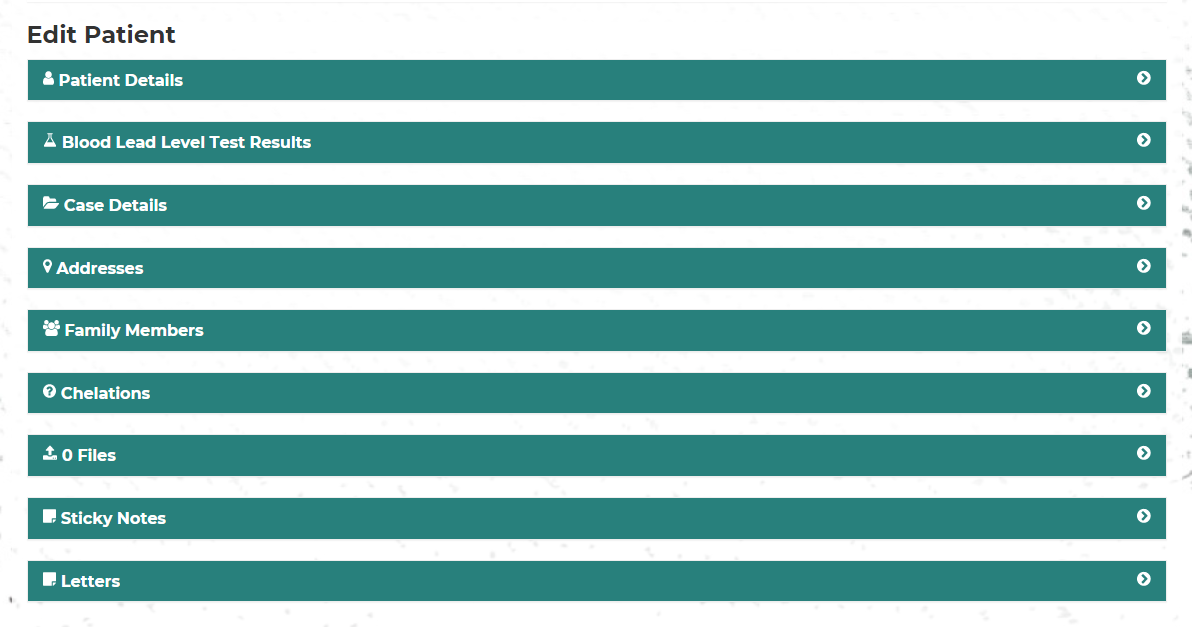 Edit Patient
Patient Details
Blood Lead Level Test Results
Case Details
Addresses
Family Members
Chelations
0 Files
Sticky Notes
Letters